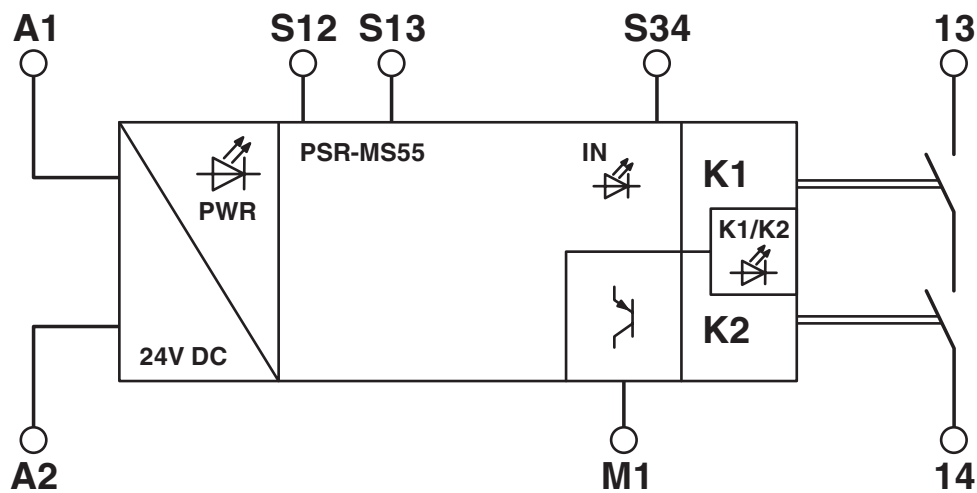 A1 S12 S13 S34 13
PSR-MS55 IN
K1
PWR
K1/K2
K2
24V DC
A2 M1 14